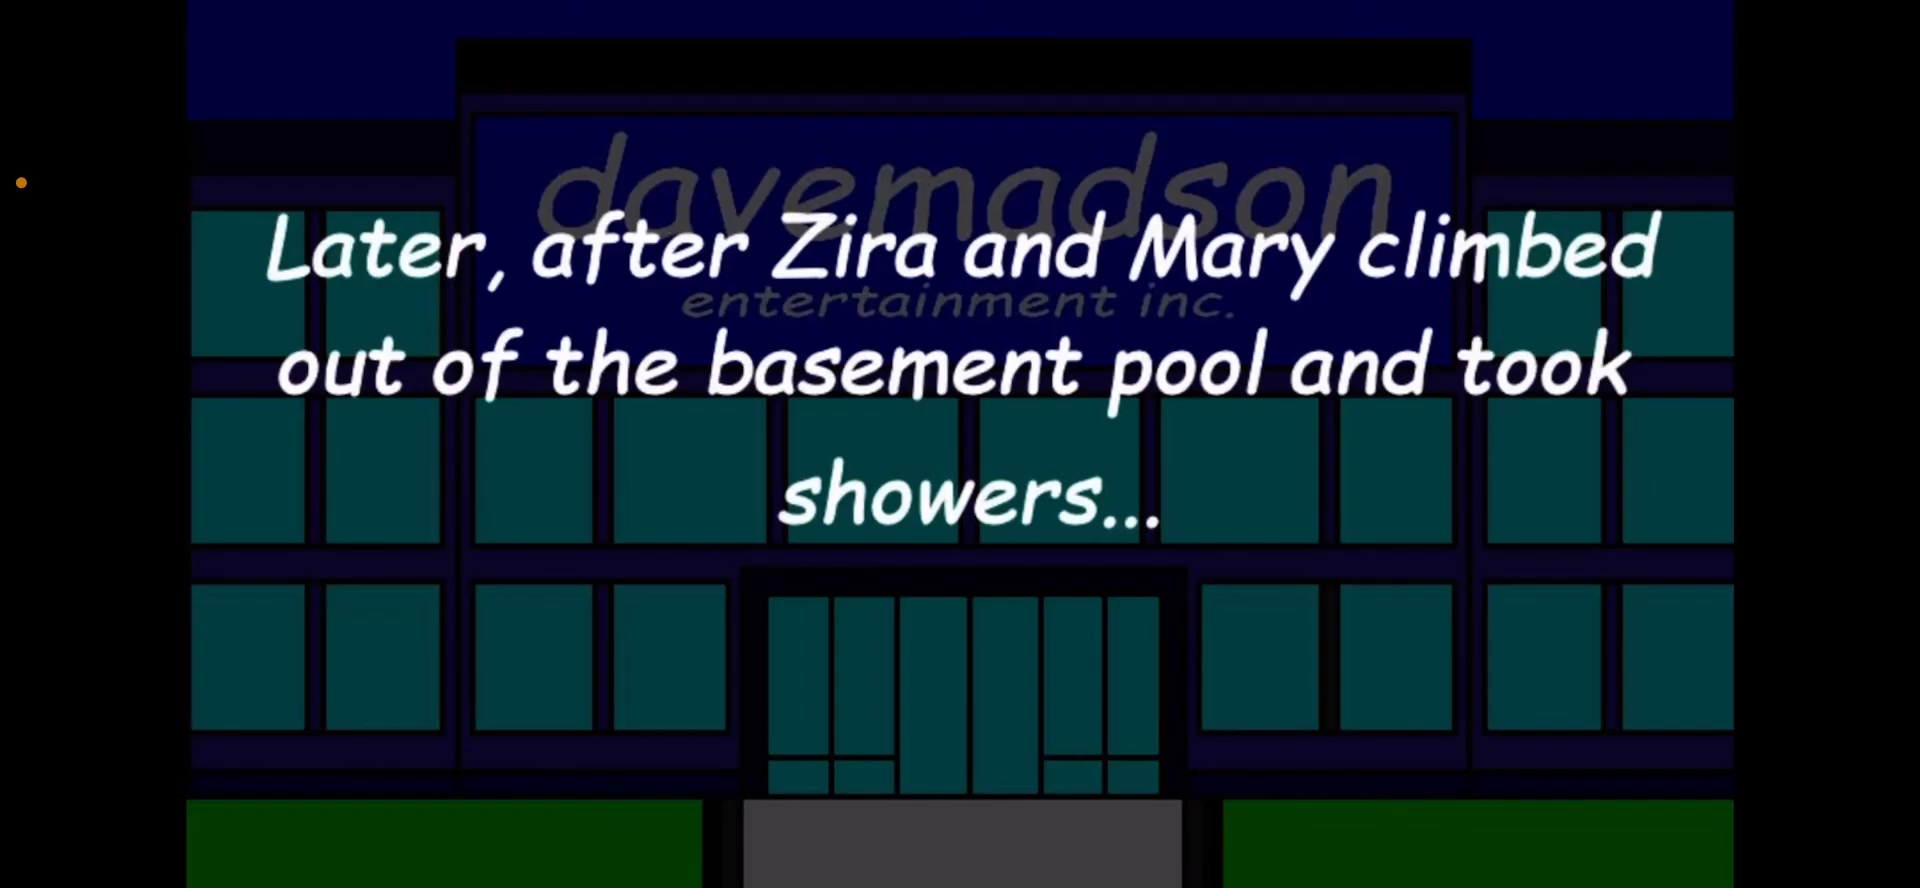 davemadson
Later, after Zira and Mary climbed
entertainment inc.
out of the basement pool and took
showers...